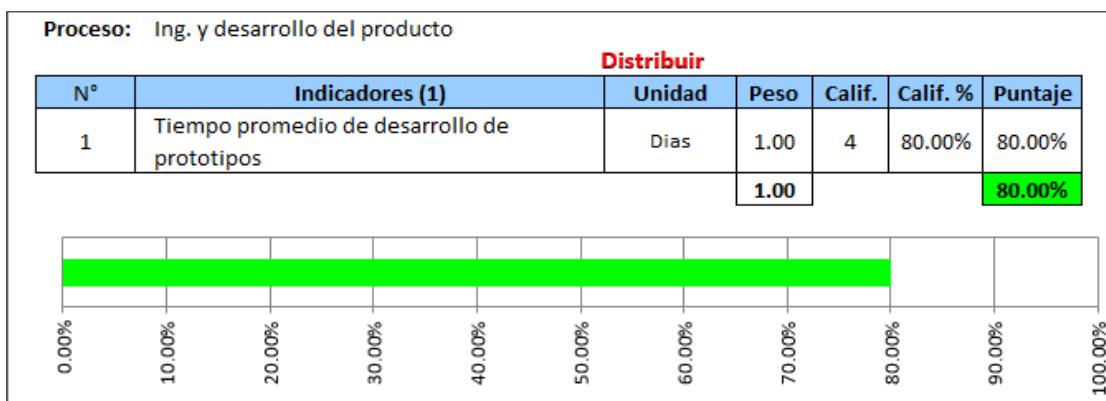 Proceso: Ing. y desarrollo del producto
Distribuir
N° Indicadores (1) Unidad Peso Calif. Calif. % Puntaje
1 Tiempo promedio de desarrollo de prototipos Dias 1.00 4 80.00% 80.00%
1.00 80.00%
0.00% 10.00% 20.00% 30.00% 40.00% 50.00% 60.00% 70.00% 80.00% 90.00% 100.00%